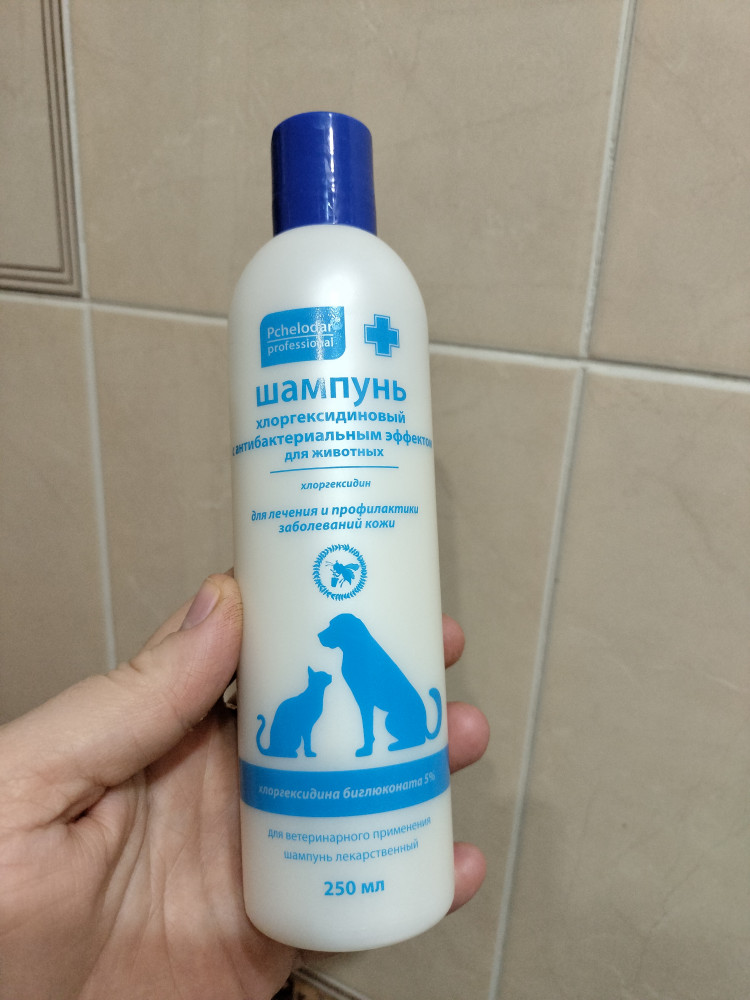 Pchelodar®
professional
шампунь
хлоргексидиновый
с антибактериальным эффектом
для животных
хлоргексидин
для лечения и профилактики
заболеваний кожи
хлоргексидина биглюконата 5%
для ветеринарного применения
шампунь лекарственный
250 мл